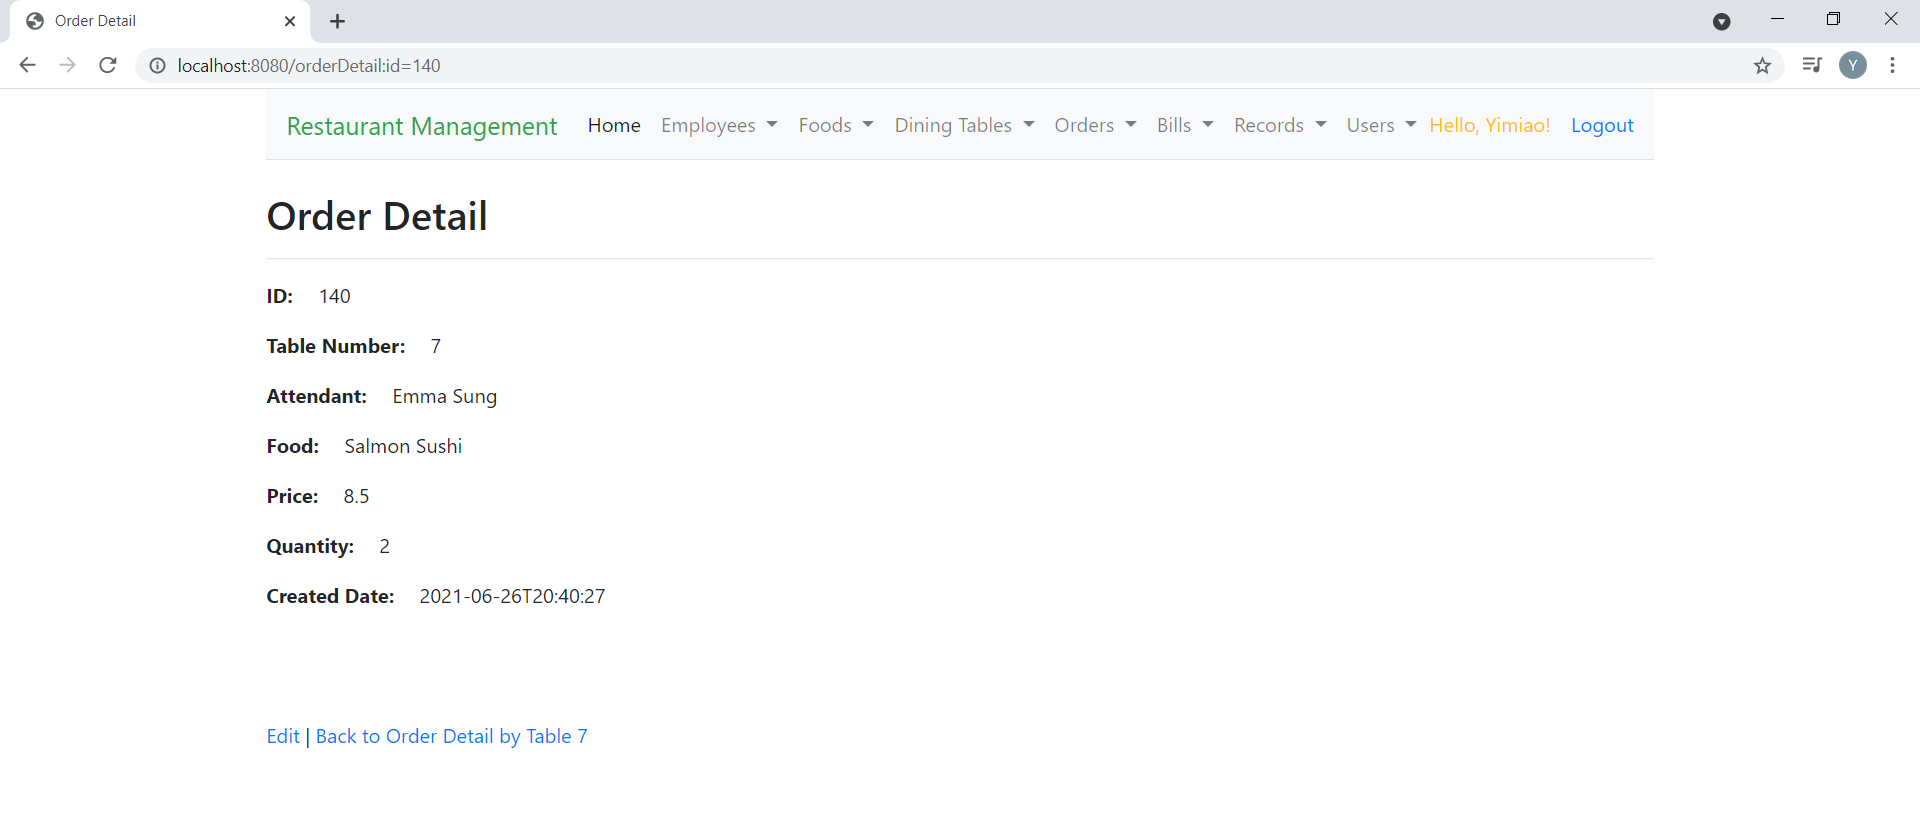 Order Detail
localhost:8080/orderDetail:id=140
Y
Restaurant Management Home Employees Foods Dining Tables Orders Bills Records Users Hello, Yimiao! Logout
Order Detail
ID: 140
Table Number: 7
Attendant: Emma Sung
Food: Salmon Sushi
Price: 8.5
Quantity: 2
Created Date: 2021-06-26T20:40:27
Edit | Back to Order Detail by Table 7